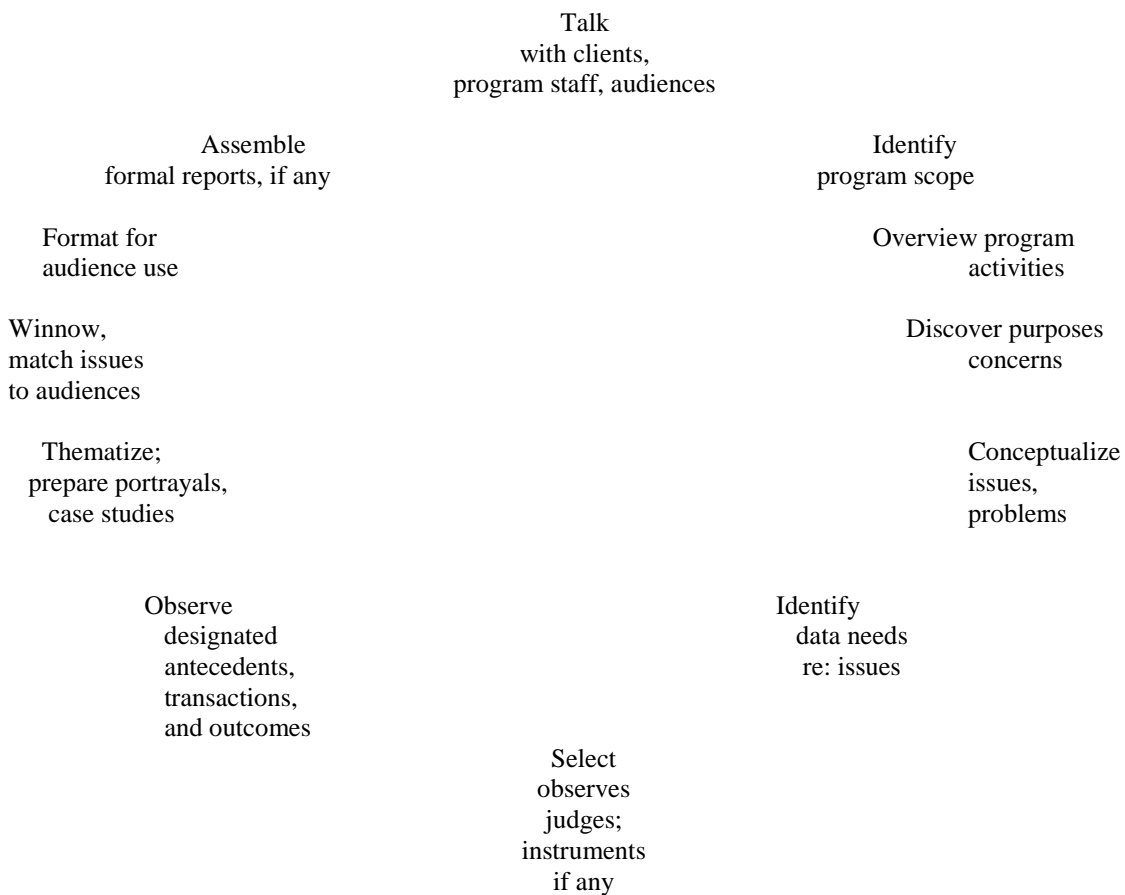 Talk
with clients,
program staff, audiences
Assemble
formal reports, if any
Identify
program scope
Format for
audience use
Overview program
activities
Winnow,
match issues
to audiences
Discover purposes
concerns
Thematize;
prepare portrayals,
case studies
Conceptualize
issues,
problems
Observe
designated
antecedents,
transactions,
and outcomes
Identify
data needs
re: issues
Select
observes
judges;
instruments
if any